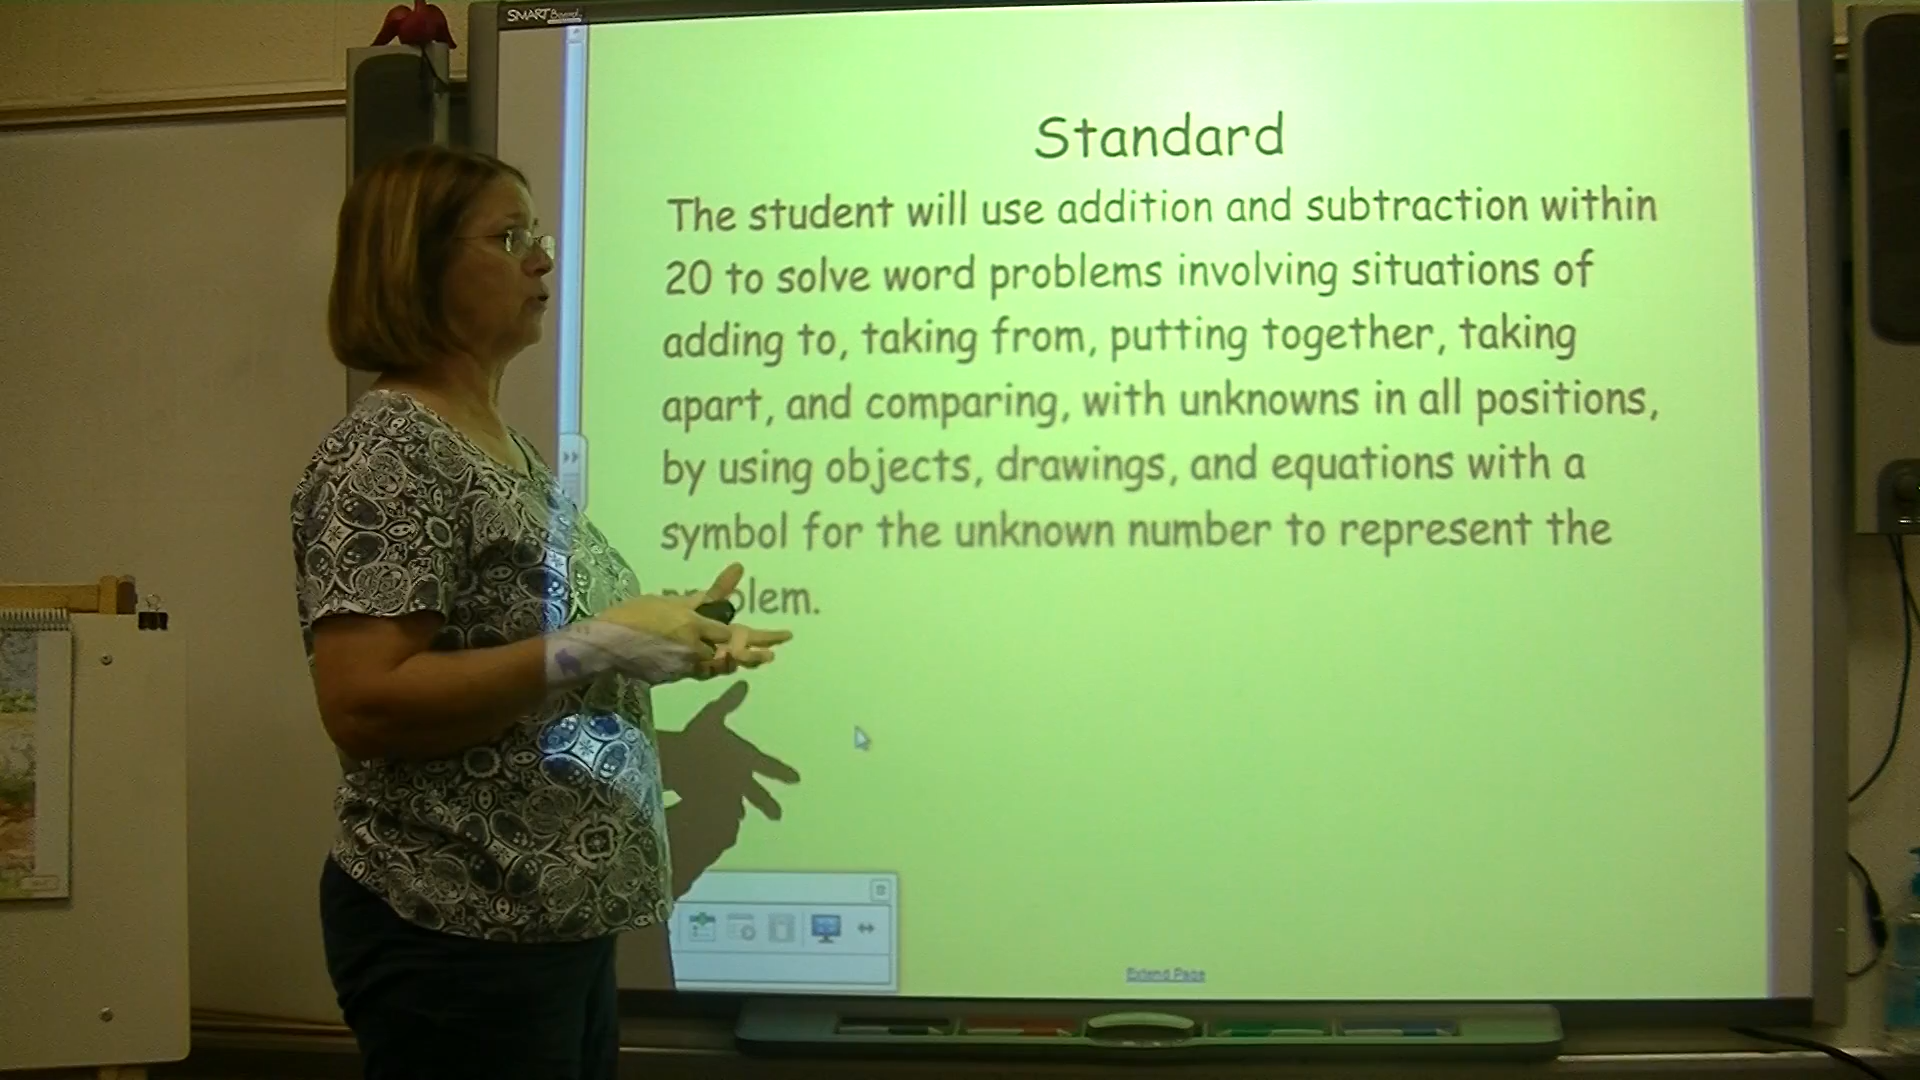 SMART Board
Standard
The student will use addition and subtraction within
20 to solve word problems involving situations of
adding to, taking from, putting together, taking
apart, and comparing, with unknowns in all positions,
by using objects, drawings, and equations with a
symbol for the unknown number to represent the
problem.
Extend Page